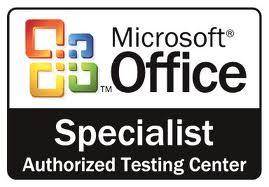 Microsoft®
Office
™
Specialist
Authorized Testing Center